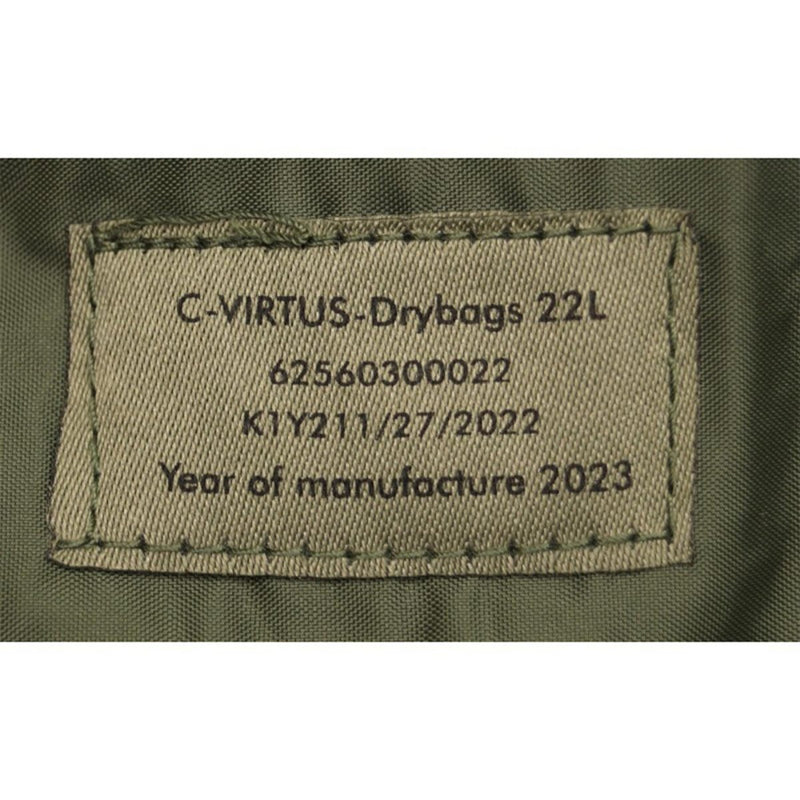 C-VIRTUS-Drybags 22L
62560300022
K1Y211/27/2022
Year of manufacture 2023